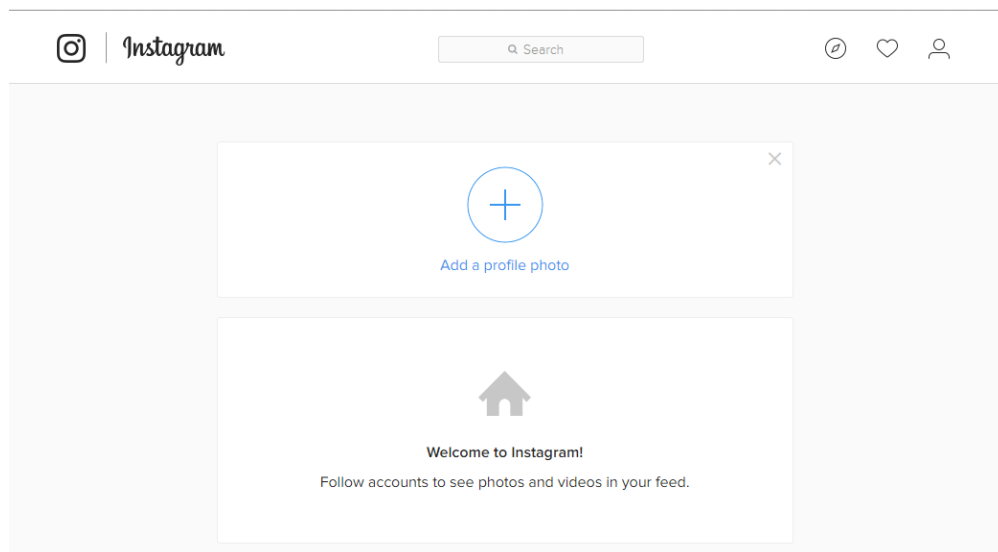 Instagram
Search
Add a profile photo
Welcome to Instagram!
Follow accounts to see photos and videos in your feed.